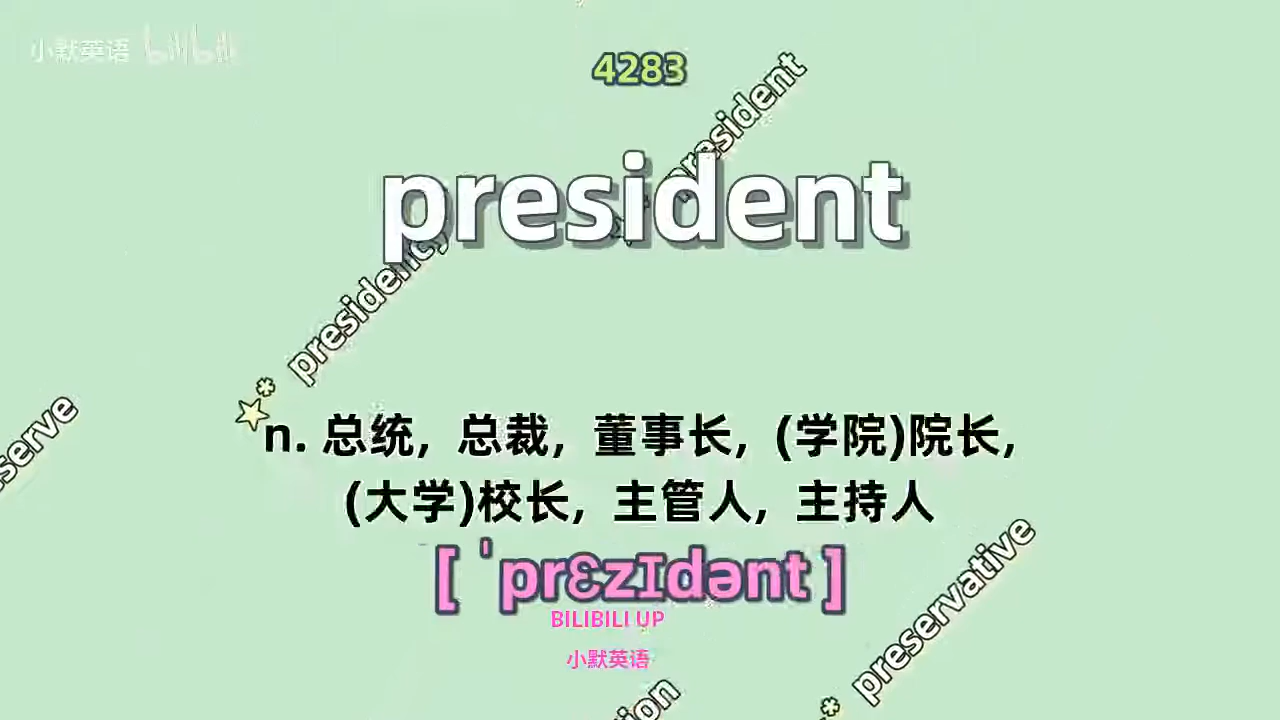 小默英语 bilibili
4283
president
president
presidency
n. 总统，总裁，董事长，(学院)院长，
(大学)校长，主管人，主持人
[ ˈprɛzɪdənt ]
BILIBILI UP
小默英语
preservative